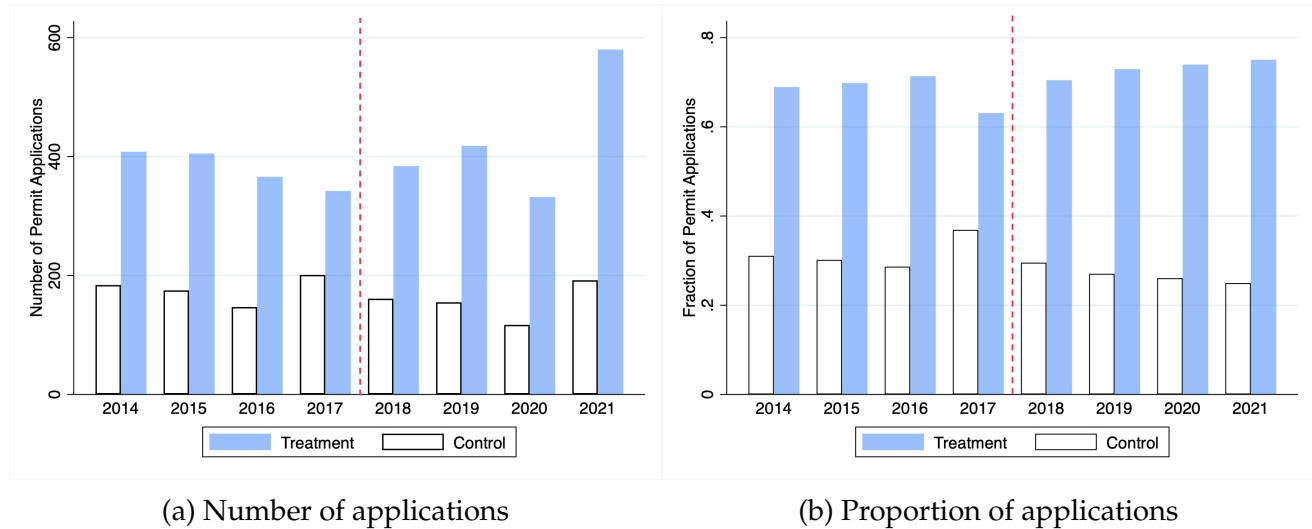 Number of Permit Applications
600
400
200
0
2014 2015 2016 2017 2018 2019 2020 2021
Treatment Control
(a) Number of applications
Fraction of Permit Applications
.8
.6
.4
.2
0
2014 2015 2016 2017 2018 2019 2020 2021
Treatment Control
(b) Proportion of applications